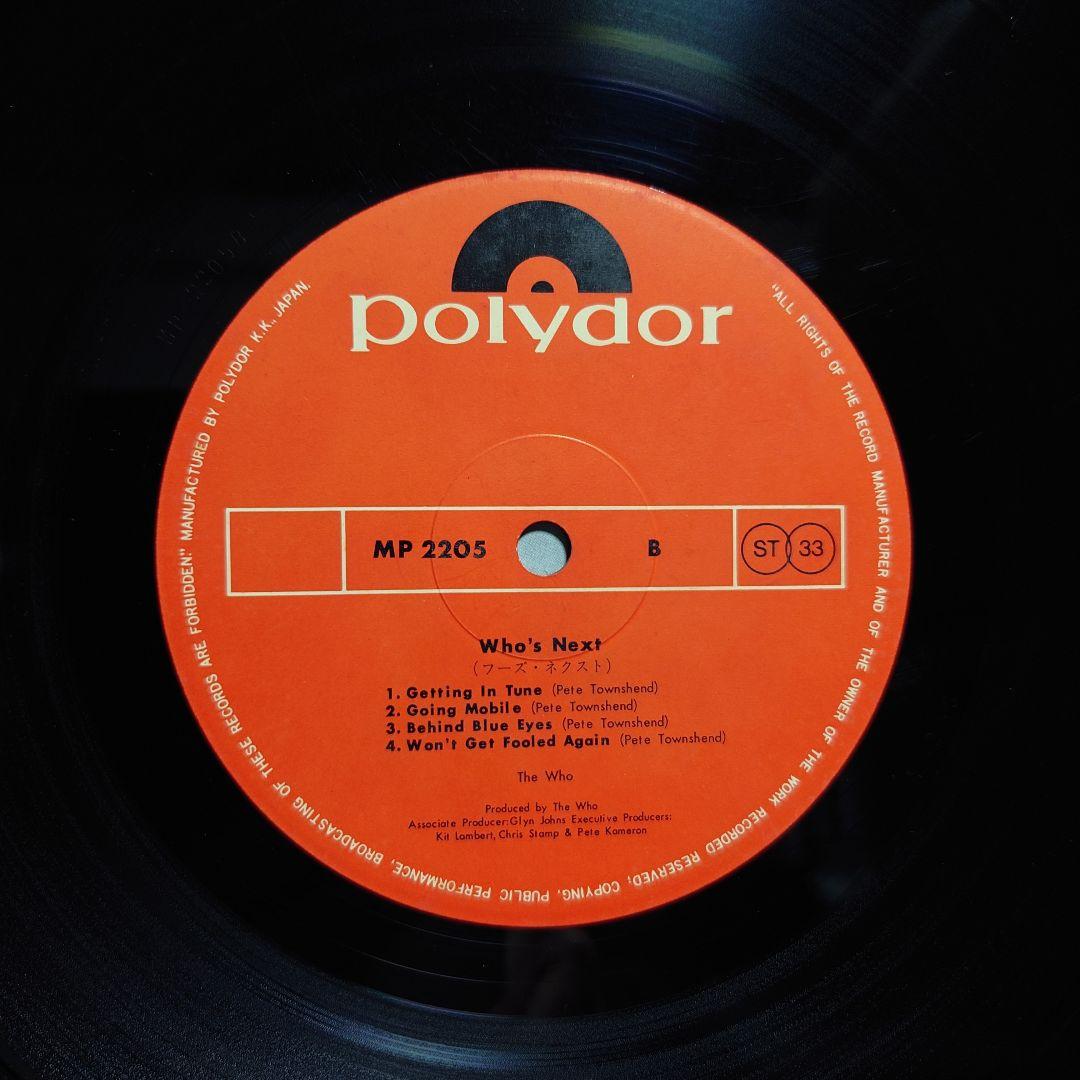 polydor
MP 2205
B
ST 33
Who's Next
(フーズ・ネクスト)
1. Getting In Tune (Pete Townshend)
2. Going Mobile (Pete Townshend)
3. Behind Blue Eyes (Pete Townshend)
4. Won't Get Fooled Again (Pete Townshend)
The Who
Produced by The Who
Associate Producer:Glyn Johns Executive Producers:
Kit Lambert, Chris Stamp & Pete Kameron
"ALL RIGHTS OF THE RECORD MANUFACTURER AND OF THE OWNER OF THE WORK RECORDED RESERVED; COPYING, PUBLIC PERFORMANCE, BROADCASTING OF THESE RECORDS ARE FORBIDDEN." MANUFACTURED BY POLYDOR K.K., JAPAN.